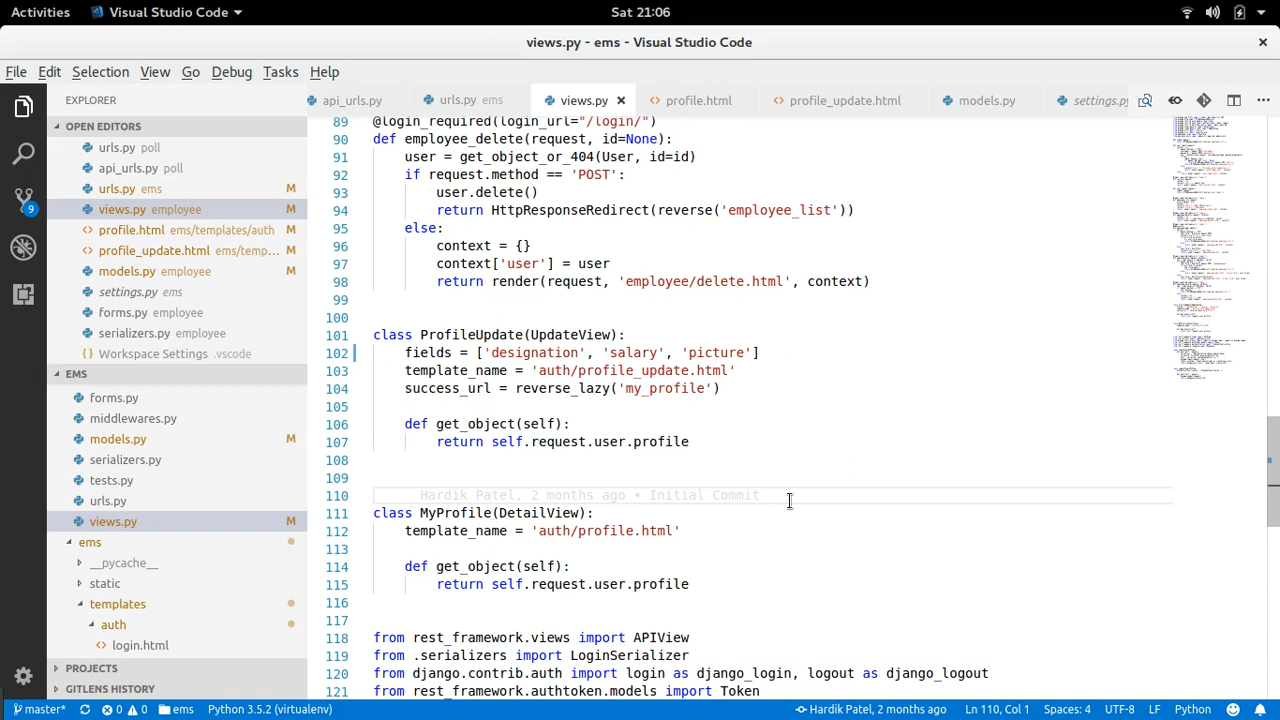 Activities Visual Studio Code Sat 21:06
views.py - ems - Visual Studio Code
File Edit Selection View Go Debug Tasks Help
EXPLORER
OPEN EDITORS
urls.py poll
api_urls.py poll
urls.py ems M
views.py employee M
profile.html ems/templates/auth M
profile_update.html ems/temp... M
models.py employee M
settings.py ems
forms.py employee
serializers.py employee
Workspace Settings .vscode
EMS
forms.py
middlewares.py
models.py M
serializers.py
tests.py
urls.py
views.py M
ems
__pycache__
static
templates
auth
login.html
PROJECTS
GITLENS HISTORY
9
api_urls.py urls.py ems views.py profile.html profile_update.html models.py settings.py
89 @login_required(login_url="/login/")
90 def employee_delete(request, id=None):
91 user = get_object_or_404(User, id=id)
92 if request.method == 'POST':
93 user.delete()
94 return HttpResponseRedirect(reverse('employee_list'))
95 else:
96 context = {}
97 context['user'] = user
98 return render(request, 'employee/delete.html', context)
99
100
101 class ProfileUpdate(UpdateView):
102 fields = ['designation', 'salary', 'picture']
103 template_name = 'auth/profile_update.html'
104 success_url = reverse_lazy('my_profile')
105
106 def get_object(self):
107 return self.request.user.profile
108
109
110 Hardik Patel, 2 months ago • Initial Commit
111 class MyProfile(DetailView):
112 template_name = 'auth/profile.html'
113
114 def get_object(self):
115 return self.request.user.profile
116
117
118 from rest_framework.views import APIView
119 from .serializers import LoginSerializer
120 from django.contrib.auth import login as django_login, logout as django_logout
121 from rest_framework.authtoken.models import Token
master* 0 0 ems Python 3.5.2 (virtualenv) Hardik Patel, 2 months ago Ln 110, Col 1 Spaces: 4 UTF-8 LF Python